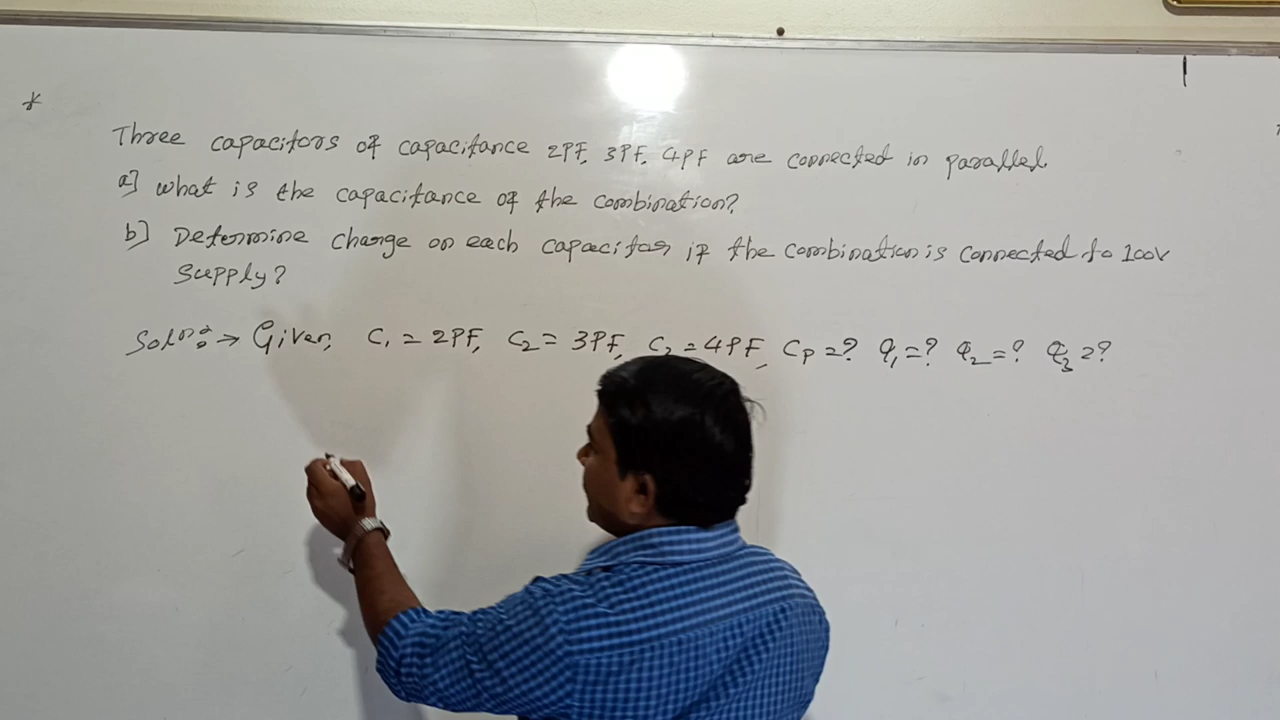 *
Three capacitors of capacitance 2PF, 3PF, 4PF are connected in parallel.
a] what is the capacitance of the combination?
b] Determine charge on each capacitor if the combination is connected to 100V
supply?
Soln:→ Given, C₁ = 2PF, C₂ = 3PF, C₃ = 4PF, Cp = ? q₁ = ? q₂ = ? q₃ = ?